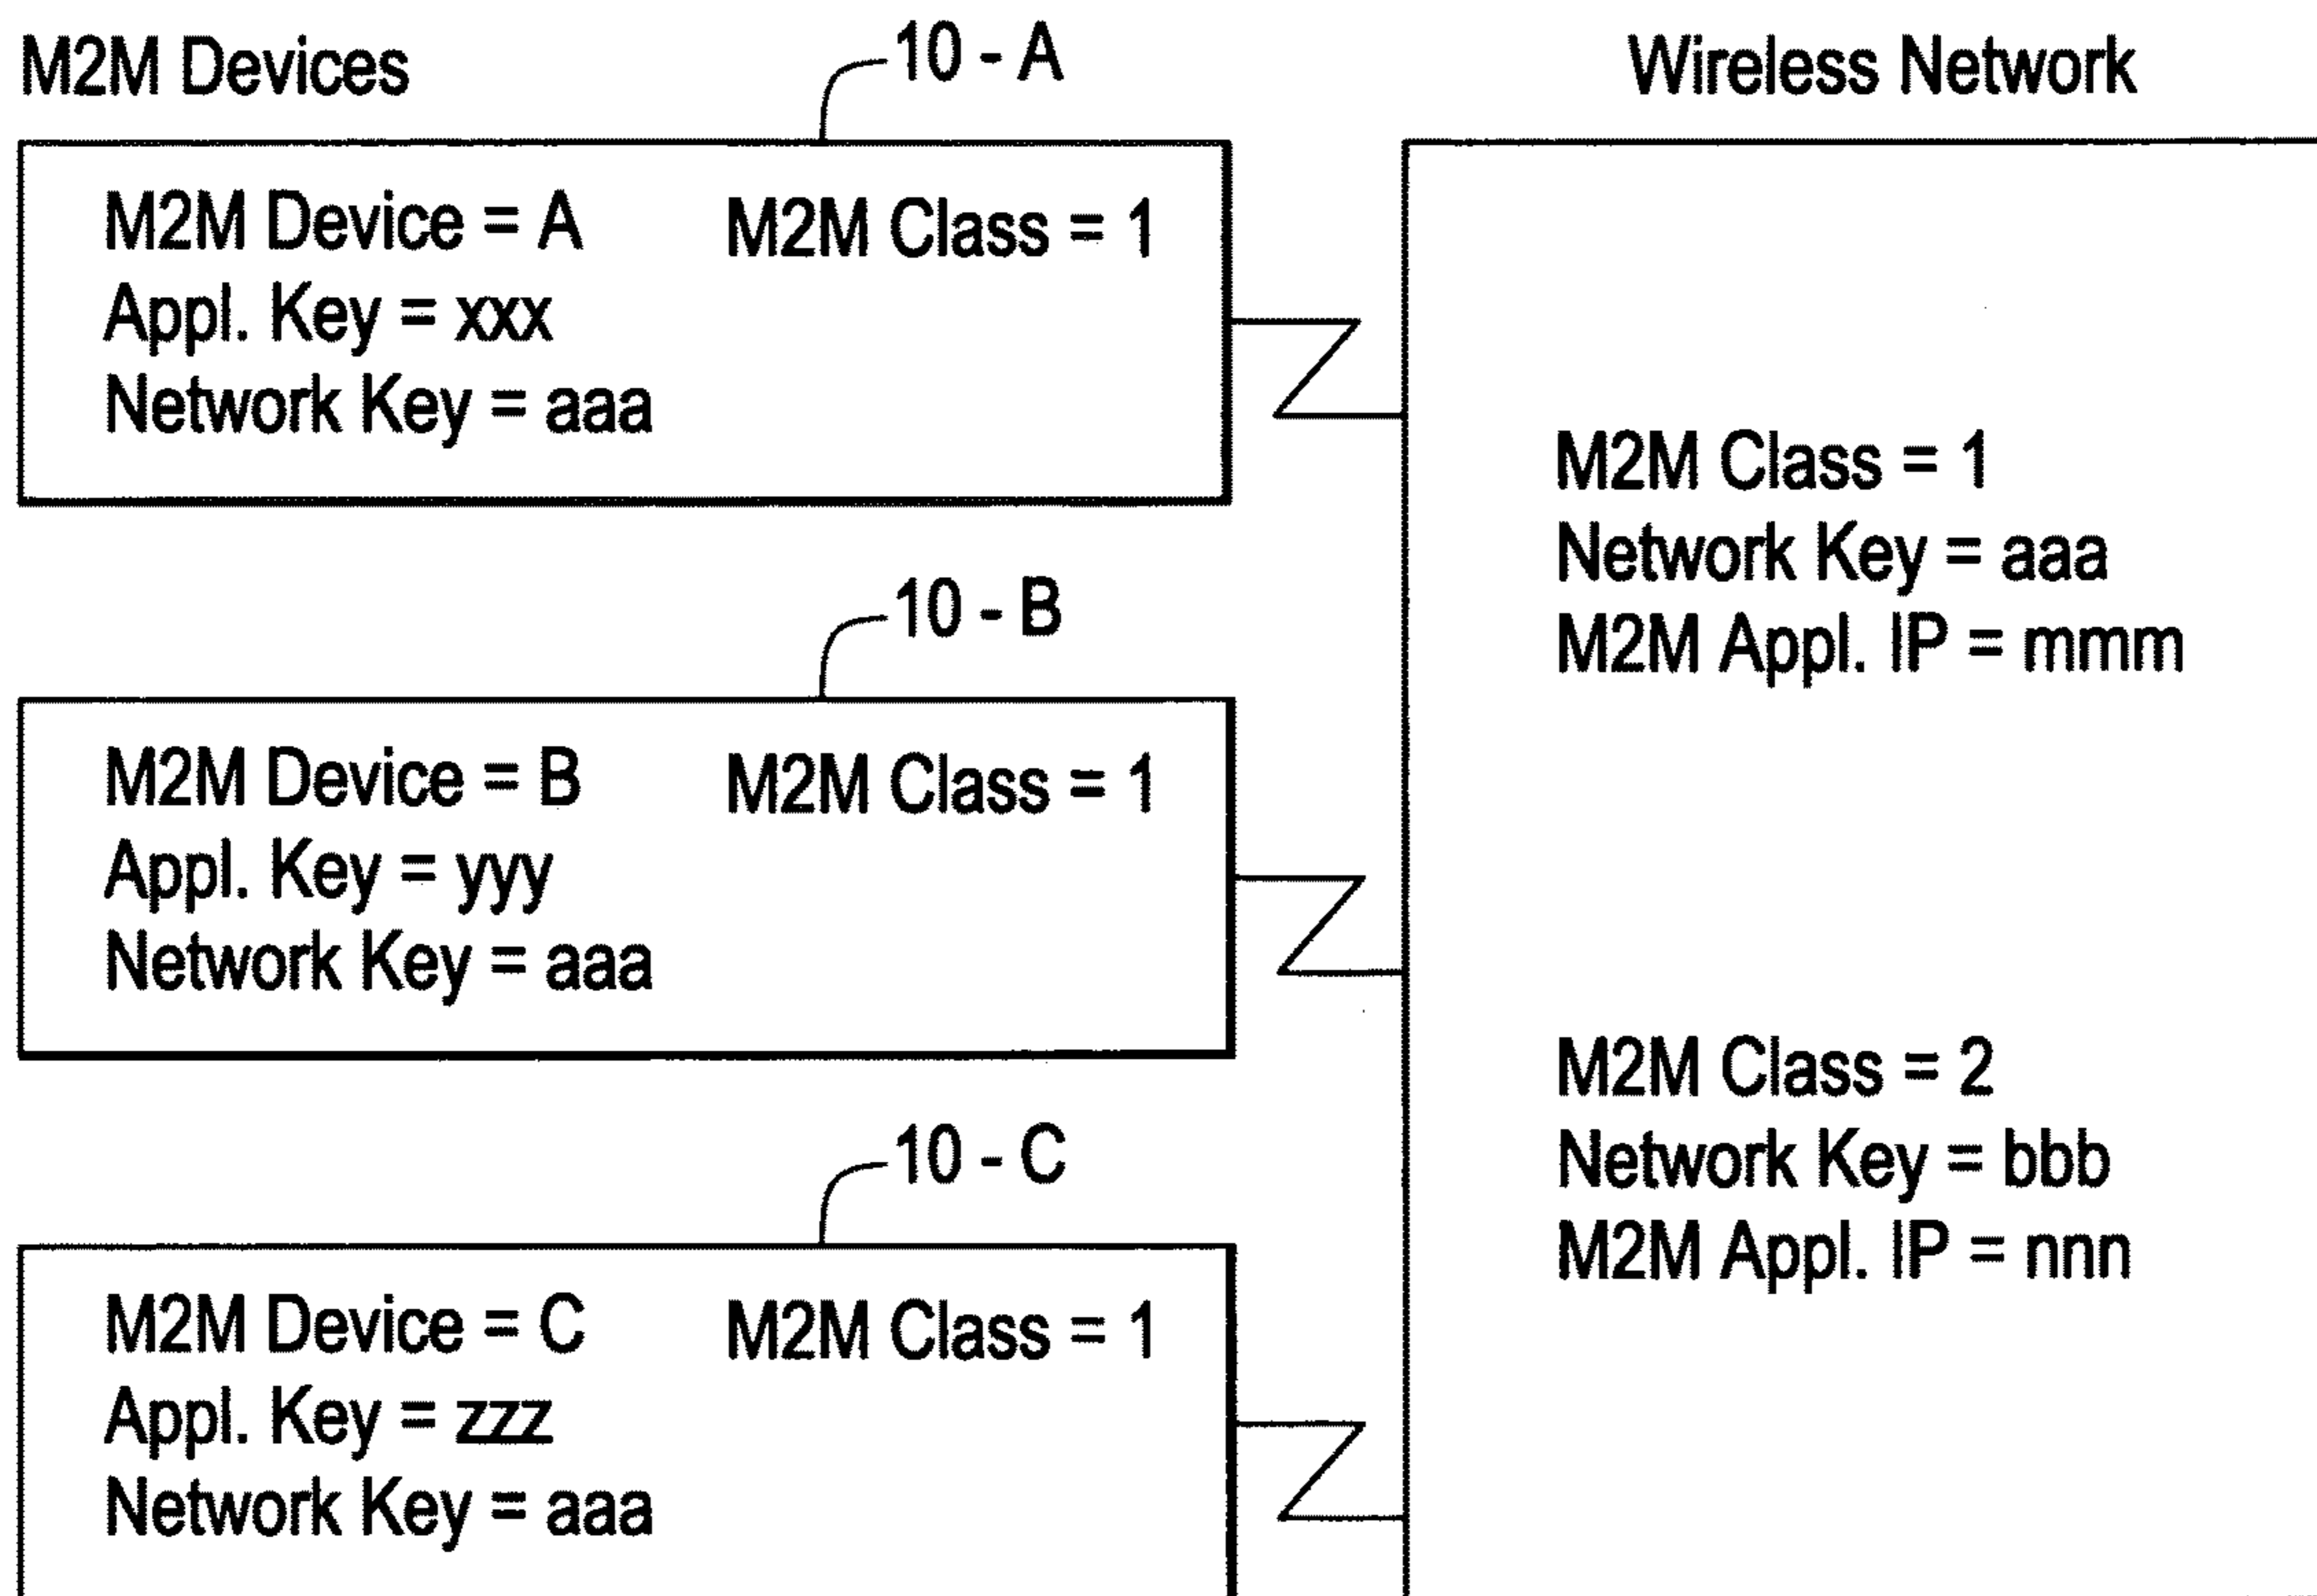 M2M Devices
10 - A
M2M Device = A
M2M Class = 1
Appl. Key = xxx
Network Key = aaa
10 - B
M2M Device = B
M2M Class = 1
Appl. Key = yyy
Network Key = aaa
10 - C
M2M Device = C
M2M Class = 1
Appl. Key = zzz
Network Key = aaa
Wireless Network
M2M Class = 1
Network Key = aaa
M2M Appl. IP = mmm
M2M Class = 2
Network Key = bbb
M2M Appl. IP = nnn